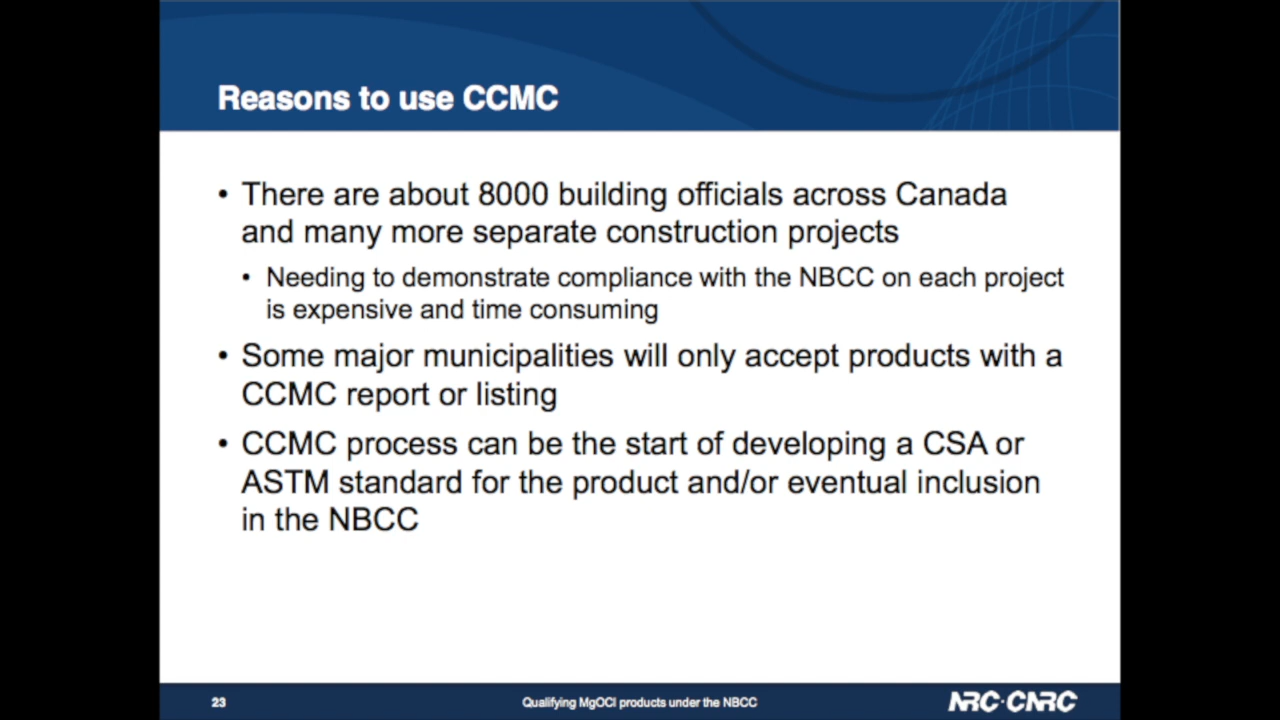 Reasons to use CCMC
• There are about 8000 building officials across Canada
and many more separate construction projects
• Needing to demonstrate compliance with the NBCC on each project
is expensive and time consuming
• Some major municipalities will only accept products with a
CCMC report or listing
• CCMC process can be the start of developing a CSA or
ASTM standard for the product and/or eventual inclusion
in the NBCC
23
Qualifying MgOCl products under the NBCC
NRC·CNRC